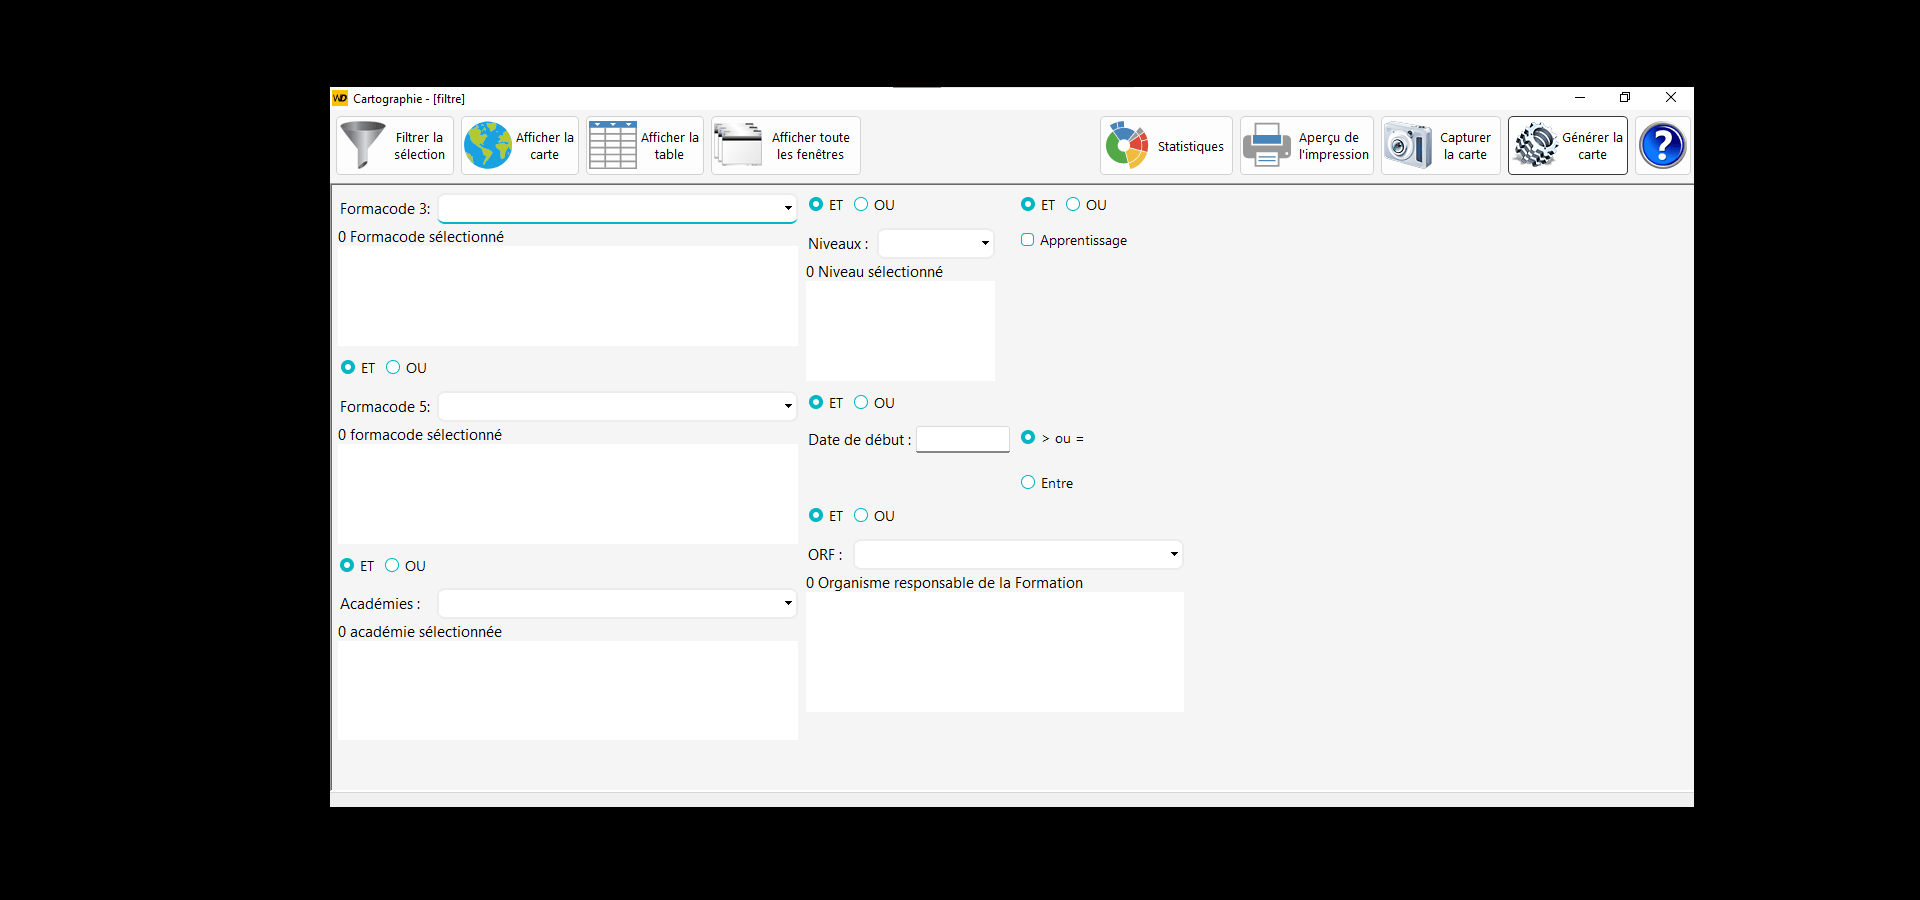 WD Cartographie - [filtre]
Filtrer la
sélection
Afficher la
carte
Afficher la
table
Afficher toute
les fenêtres
Statistiques
Aperçu de
l'impression
Capturer
la carte
Générer la
carte
?
Formacode 3:
0 Formacode sélectionné
ET OU
Formacode 5:
0 formacode sélectionné
ET OU
Académies :
0 académie sélectionnée
ET OU
Niveaux :
0 Niveau sélectionné
ET OU
Date de début :
> ou =
Entre
ET OU
ORF :
0 Organisme responsable de la Formation
ET OU
Apprentissage